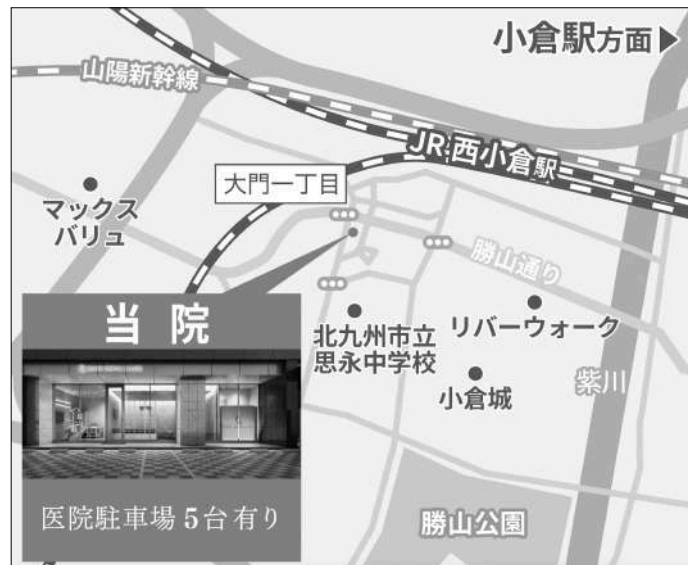 小倉駅方面▶
山陽新幹線
JR 西小倉駅
大門一丁目
マックス
バリュ
勝山通り
当院
北九州市立
思永中学校
リバーウォーク
小倉城
紫川
医院駐車場5台有り
勝山公園